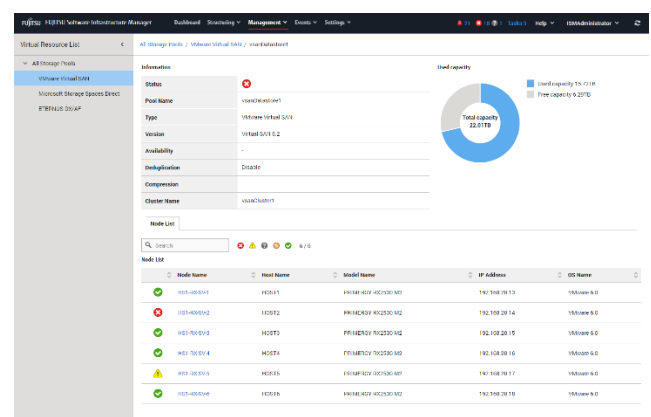 FUJITSU FUJITSU Software Infrastructure Manager Dashboard Structuring Management Events Settings Tasks Help ISMAdministrator
Virtual Resource List
All Storage Pools / VMware Virtual SAN / vsanDatastore1
All Storage Pools
VMware Virtual SAN
Microsoft Storage Spaces Direct
ETERNUS DX/AF
Information
Status
Pool Name vsanDatastore1
Type VMware Virtual SAN
Version Virtual SAN 6.2
Availability -
Deduplication Disable
Compression
Cluster Name vsanCluster1
Used capacity
Total capacity
22.01TB
Used capacity 15.72TB
Free capacity 6.29TB
Node List
Search 6 / 6
Node List
Node Name Host Name Model Name IP Address OS Name
HOST1 PRIMERGY RX2530 M2 192.168.20.13 VMware 6.0
HOST2 PRIMERGY RX2530 M2 192.168.20.14 VMware 6.0
HOST3 PRIMERGY RX2530 M2 192.168.20.15 VMware 6.0
HOST4 PRIMERGY RX2530 M2 192.168.20.16 VMware 6.0
HOST5 PRIMERGY RX2530 M2 192.168.20.17 VMware 6.0
HOST6 PRIMERGY RX2530 M2 192.168.20.18 VMware 6.0